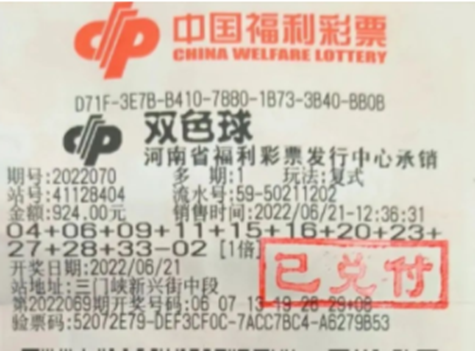 中国福利彩票
CHINA WELFARE LOTTERY
D71F-3E7B-B410-7880-1B73-3B40-BB0B
双色球
河南省福利彩票发行中心承销
期号:2022070 多 期:1 玩法:复式
站号:41128404 流水号:59-50211202
金额:924.00元 销售时间:2022/06/21-12:36:31
04+06+09+11+15+16+20+23+
27+28+33-02 [1倍]
开奖日期:2022/06/21
已兑付
站地址:三门峡新兴街中段
第2022069期开奖号码:06 07 13 19 28 29:08
验票码:52072E79-DEF3CF0C-7ACC7BC4-A6279B53